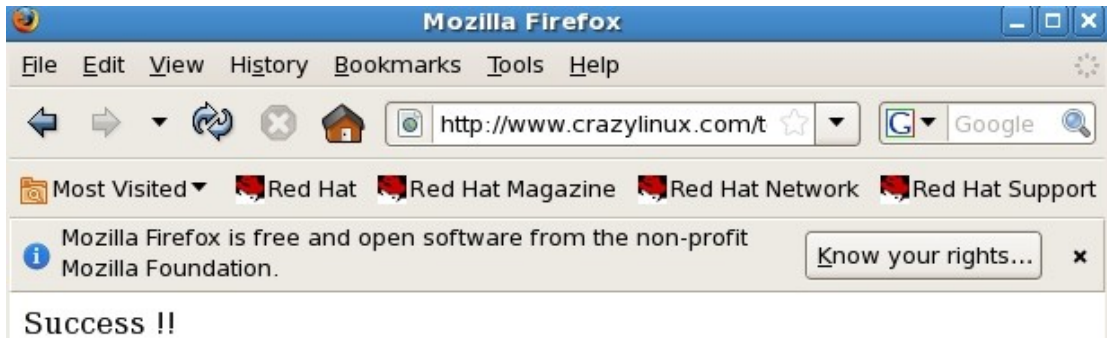 Mozilla Firefox
File Edit View History Bookmarks Tools Help
http://www.crazylinux.com/t G Google
Most Visited Red Hat Red Hat Magazine Red Hat Network Red Hat Support
Mozilla Firefox is free and open software from the non-profit
Mozilla Foundation.
Know your rights...
Success !!